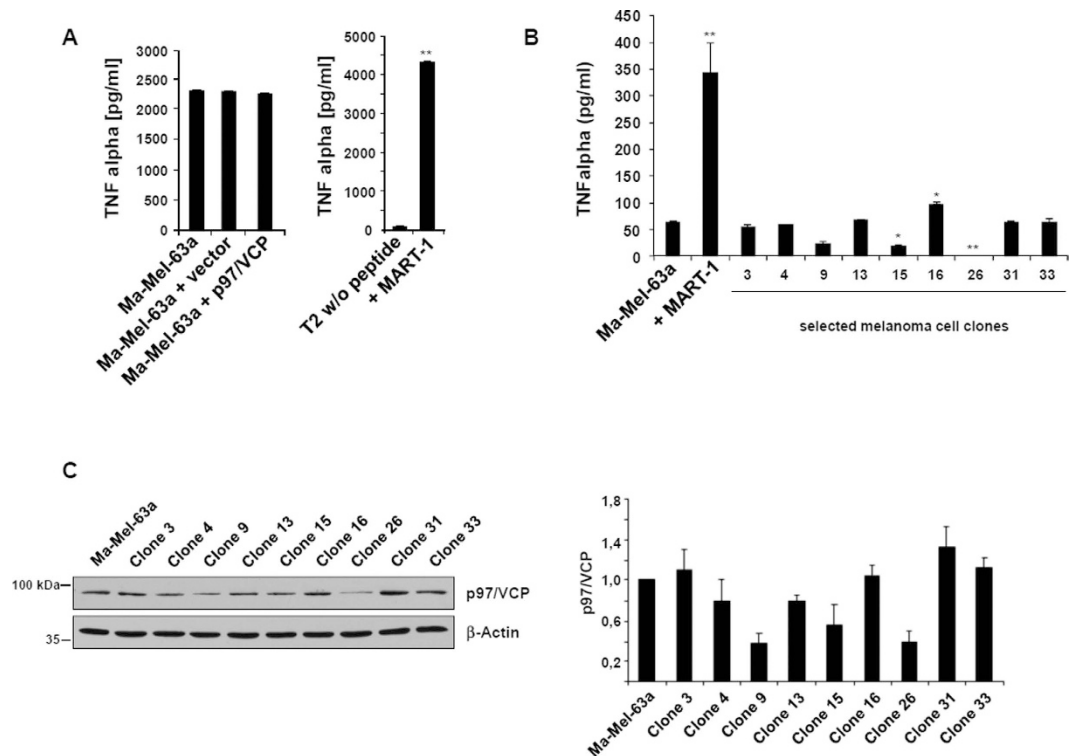 A
TNF alpha [pg/ml]
3000
2500
2000
1500
1000
500
0
Ma-Mel-63a
Ma-Mel-63a + vector
Ma-Mel-63a + p97/VCP
TNF alpha [pg/ml]
5000
4000
3000
2000
1000
0
**
T2 w/o peptide
+ MART-1
B
TNFalpha (pg/ml)
450
400
350
300
250
200
150
100
50
0
**
*
*
**
Ma-Mel-63a
+ MART-1
3 4 9 13 15 16 26 31 33
selected melanoma cell clones
C
Ma-Mel-63a
Clone 3
Clone 4
Clone 9
Clone 13
Clone 15
Clone 16
Clone 26
Clone 31
Clone 33
100 kDa
p97/VCP
35
β-Actin
p97/VCP
1,8
1,4
1,0
0,6
0,2
Ma-Mel-63a
Clone 3
Clone 4
Clone 9
Clone 13
Clone 15
Clone 16
Clone 26
Clone 31
Clone 33